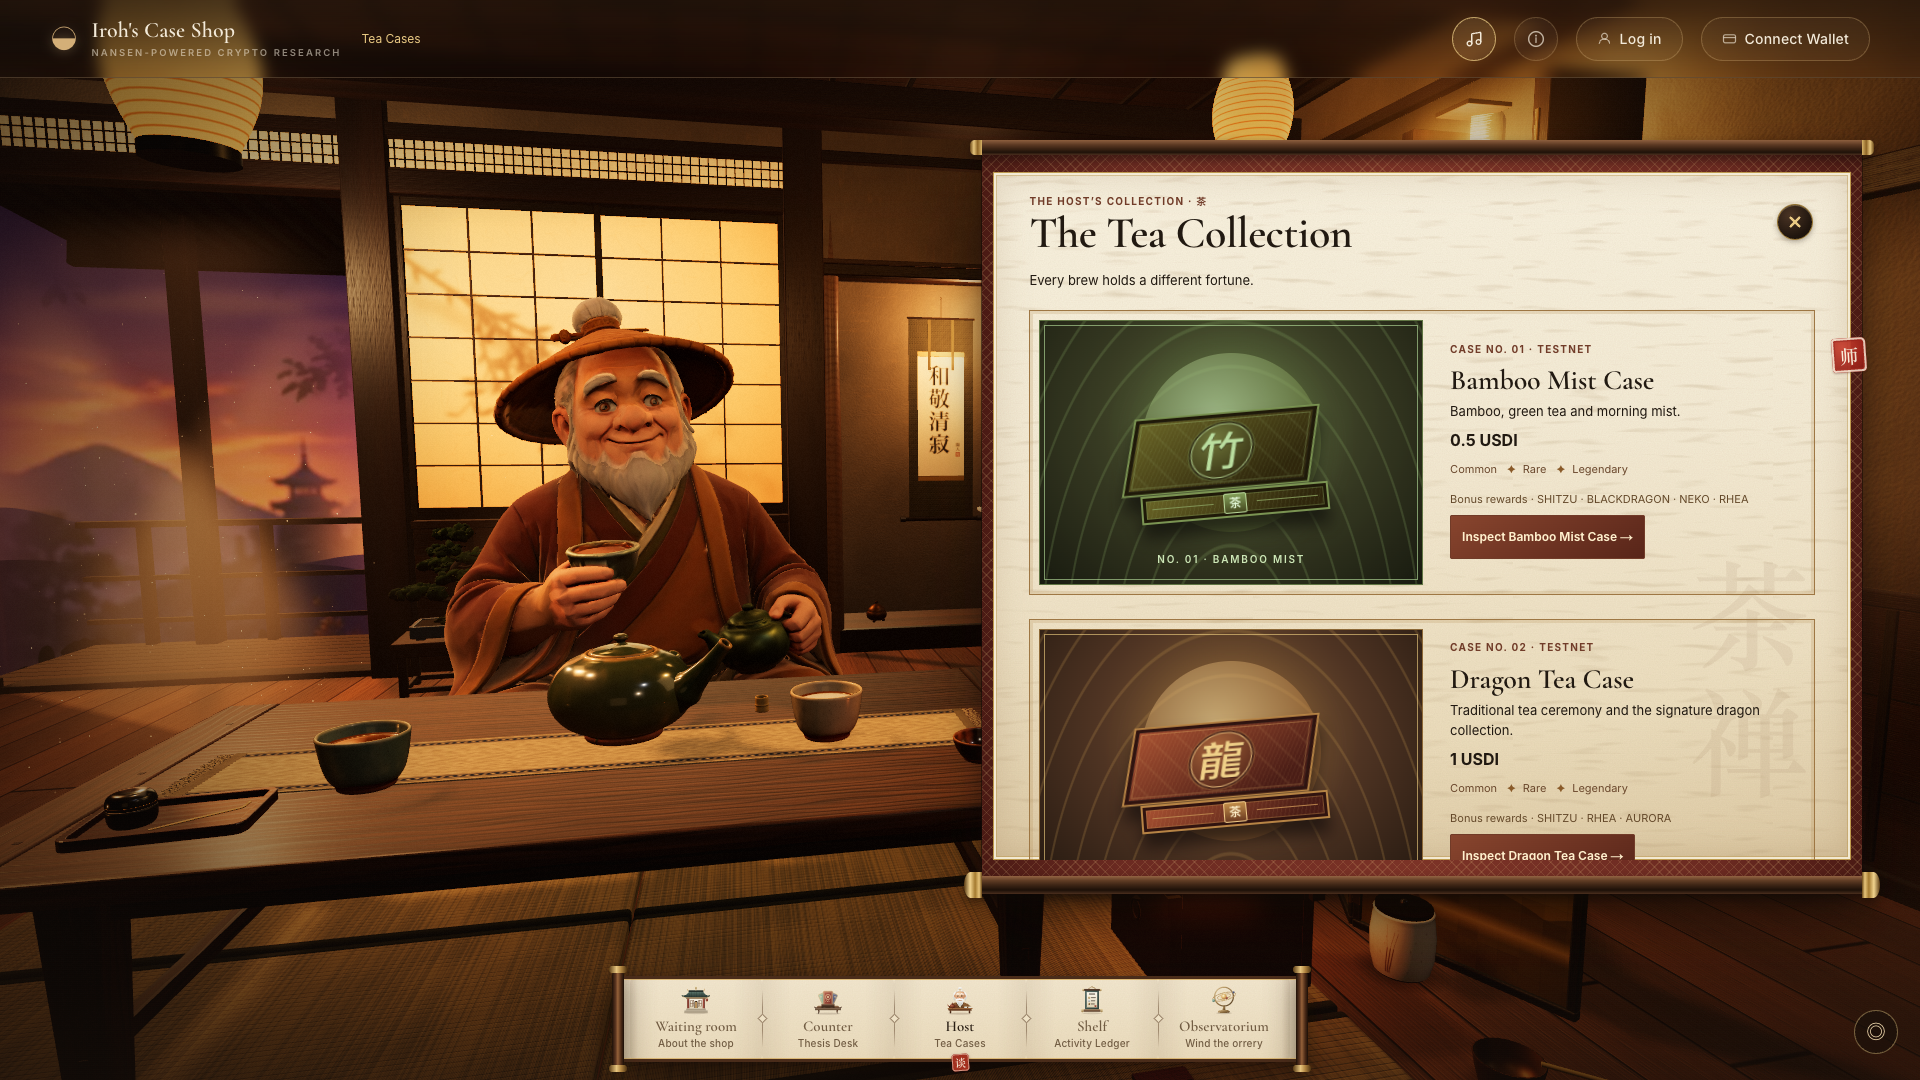 Iroh's Case Shop
NANSEN-POWERED CRYPTO RESEARCH
Tea Cases
Log in
Connect Wallet
和敬清寂
THE HOST'S COLLECTION · 茶
The Tea Collection
Every brew holds a different fortune.
竹
茶
NO. 01 · BAMBOO MIST
CASE NO. 01 · TESTNET
Bamboo Mist Case
Bamboo, green tea and morning mist.
0.5 USDI
Common ✦ Rare ✦ Legendary
Bonus rewards · SHITZU · BLACKDRAGON · NEKO · RHEA
Inspect Bamboo Mist Case →
师
龍
茶
CASE NO. 02 · TESTNET
Dragon Tea Case
Traditional tea ceremony and the signature dragon
collection.
1 USDI
Common ✦ Rare ✦ Legendary
Bonus rewards · SHITZU · RHEA · AURORA
Inspect Dragon Tea Case →
茶禅
Waiting room
About the shop
Counter
Thesis Desk
Host
Tea Cases
谈
Shelf
Activity Ledger
Observatorium
Wind the orrery